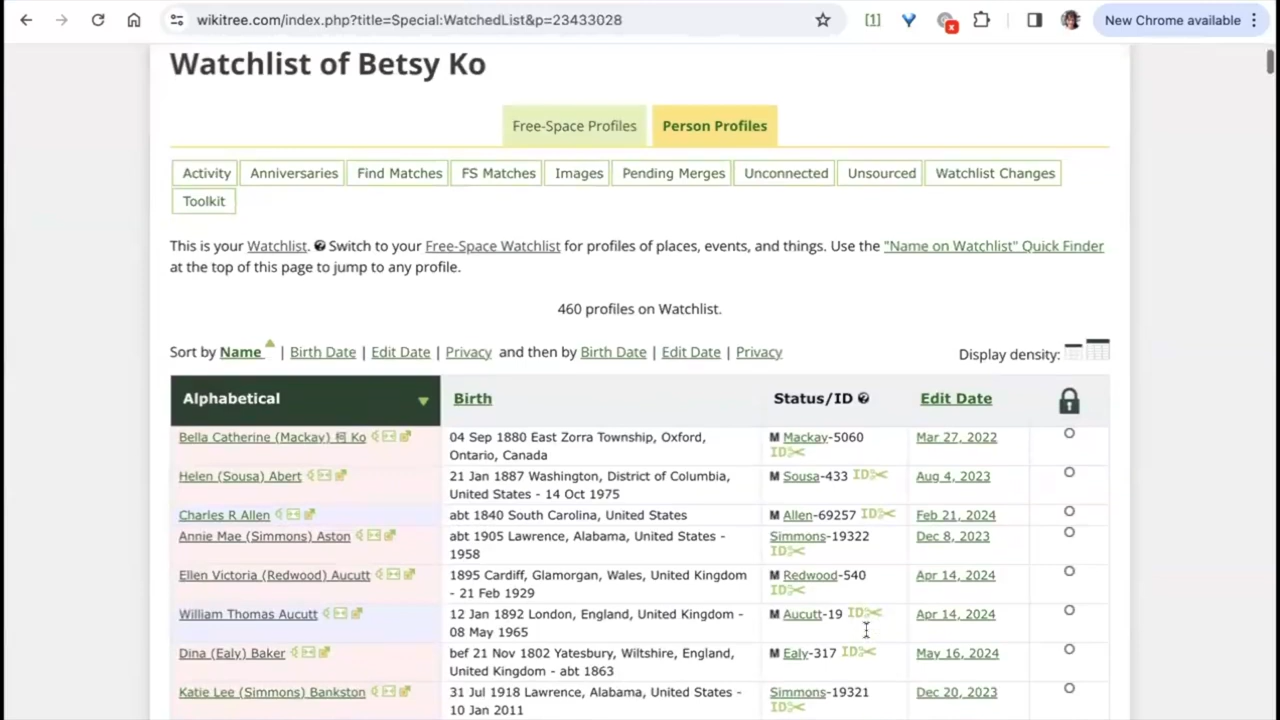 wikitree.com/index.php?title=Special:WatchedList&p=23433028
[1]
New Chrome available
Watchlist of Betsy Ko
Free-Space Profiles
Person Profiles
Activity
Anniversaries
Find Matches
FS Matches
Images
Pending Merges
Unconnected
Unsourced
Watchlist Changes
Toolkit
This is your Watchlist. ? Switch to your Free-Space Watchlist for profiles of places, events, and things. Use the "Name on Watchlist" Quick Finder
at the top of this page to jump to any profile.
460 profiles on Watchlist.
Sort by Name | Birth Date | Edit Date | Privacy and then by Birth Date | Edit Date | Privacy
Display density:
Alphabetical
Birth
Status/ID ?
Edit Date
Bella Catherine (Mackay) 柯 Ko
04 Sep 1880 East Zorra Township, Oxford,
Ontario, Canada
M Mackay-5060
ID
Mar 27, 2022
Helen (Sousa) Abert
21 Jan 1887 Washington, District of Columbia,
United States - 14 Oct 1975
M Sousa-433 ID
Aug 4, 2023
Charles R Allen
abt 1840 South Carolina, United States
M Allen-69257 ID
Feb 21, 2024
Annie Mae (Simmons) Aston
abt 1905 Lawrence, Alabama, United States -
1958
Simmons-19322
ID
Dec 8, 2023
Ellen Victoria (Redwood) Aucutt
1895 Cardiff, Glamorgan, Wales, United Kingdom
- 21 Feb 1929
M Redwood-540
ID
Apr 14, 2024
William Thomas Aucutt
12 Jan 1892 London, England, United Kingdom -
08 May 1965
M Aucutt-19 ID
Apr 14, 2024
Dina (Ealy) Baker
bef 21 Nov 1802 Yatesbury, Wiltshire, England,
United Kingdom - abt 1863
M Ealy-317 ID
May 16, 2024
Katie Lee (Simmons) Bankston
31 Jul 1918 Lawrence, Alabama, United States -
10 Jan 2011
Simmons-19321
ID
Dec 20, 2023